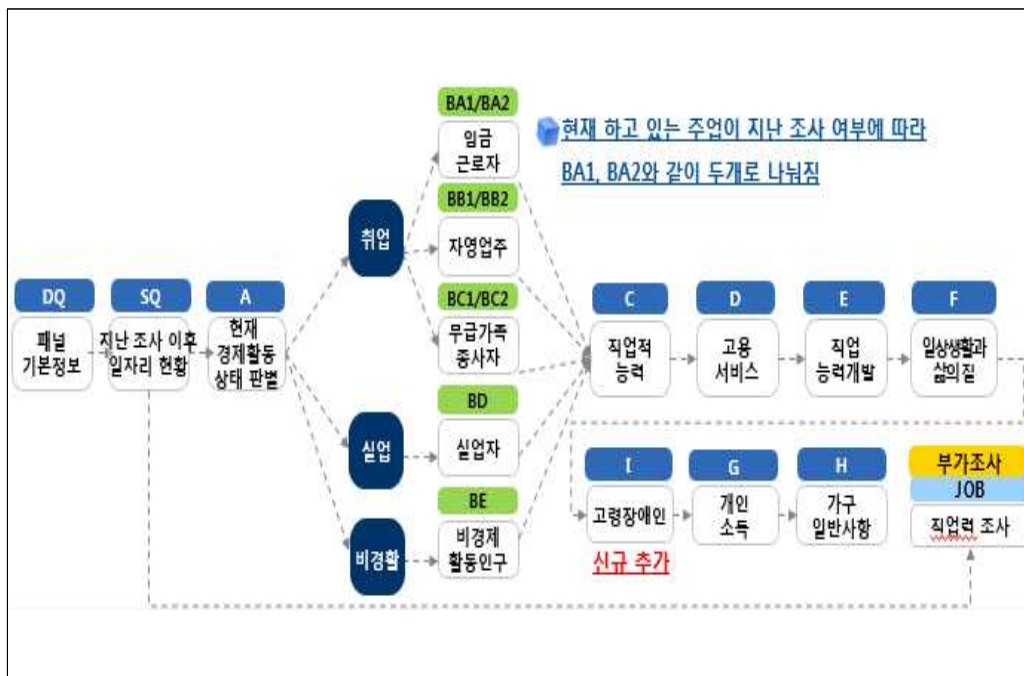 BA1/BA2
임금
근로자
현재 하고 있는 주업이 지난 조사 여부에 따라
BA1, BA2와 같이 두개로 나눠짐
취업
BB1/BB2
자영업주
BC1/BC2
무급가족
종사자
DQ
패널
기본정보
SQ
지난 조사 이후
일자리 현황
A
현재
경제활동
상태 판별
C
직업적
능력
D
고용
서비스
E
직업
능력개발
F
일상생활과
삶의 질
실업
BD
실업자
비경활
BE
비경제
활동인구
I
고령장애인
신규 추가
G
개인
소득
H
가구
일반사항
부가조사
JOB
직업력 조사